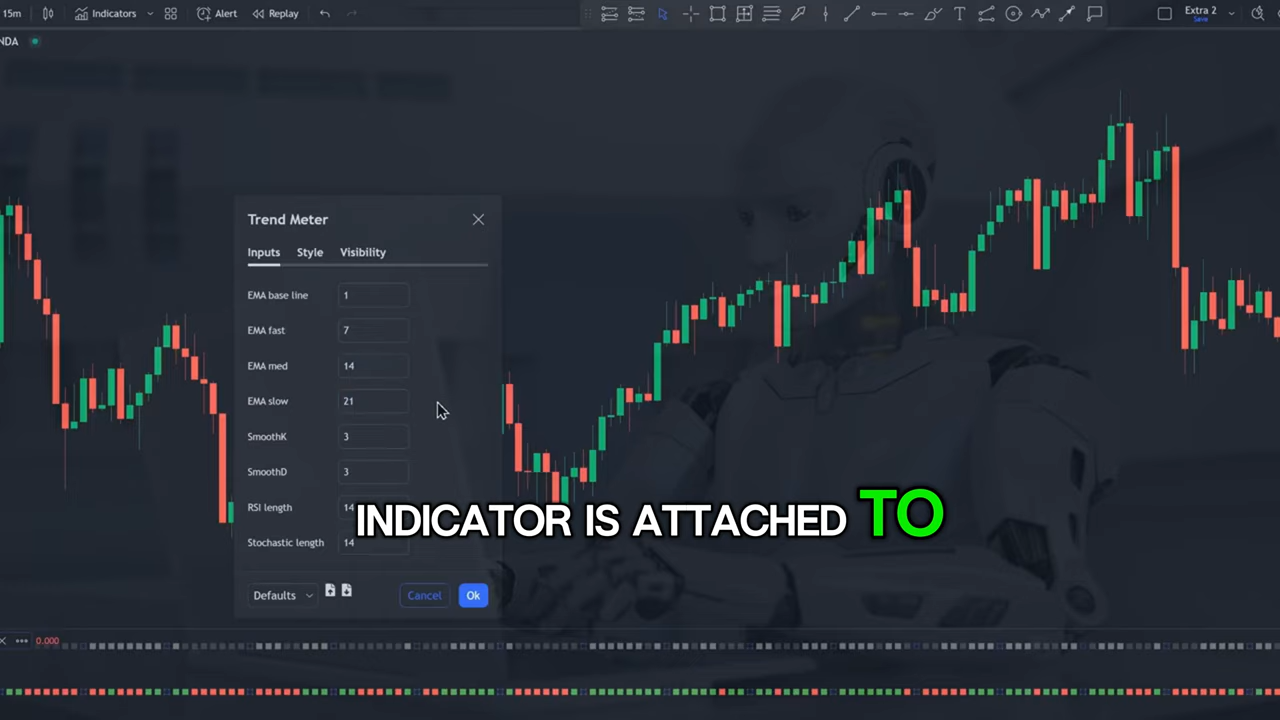 15m Indicators Alert Replay Extra 2
Save
NDA
Trend Meter
Inputs Style Visibility
EMA base line 1
EMA fast 7
EMA med 14
EMA slow 21
SmoothK 3
SmoothD 3
RSI length 14
INDICATOR IS ATTACHED TO
Stochastic length 14
Defaults Cancel Ok
0.000